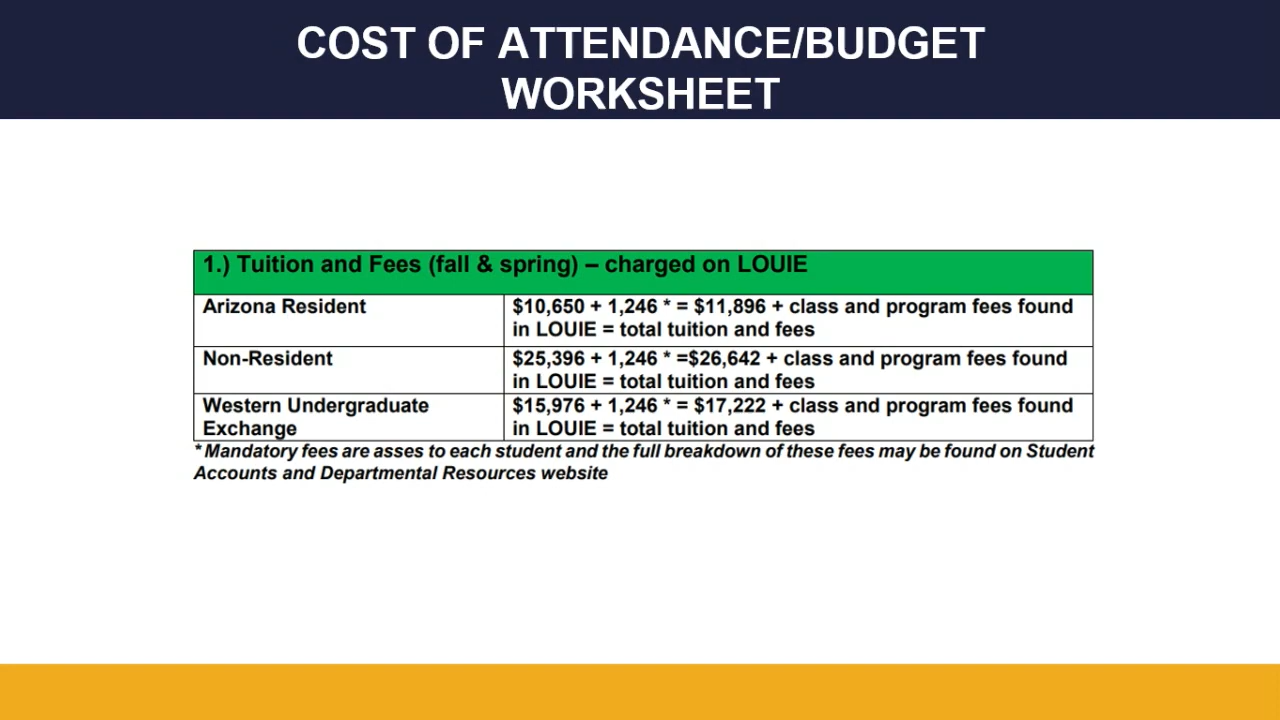 COST OF ATTENDANCE/BUDGET
WORKSHEET
1.) Tuition and Fees (fall & spring) – charged on LOUIE
Arizona Resident
$10,650 + 1,246 * = $11,896 + class and program fees found
in LOUIE = total tuition and fees
Non-Resident
$25,396 + 1,246 * =$26,642 + class and program fees found
in LOUIE = total tuition and fees
Western Undergraduate
Exchange
$15,976 + 1,246 * = $17,222 + class and program fees found
in LOUIE = total tuition and fees
* Mandatory fees are asses to each student and the full breakdown of these fees may be found on Student
Accounts and Departmental Resources website